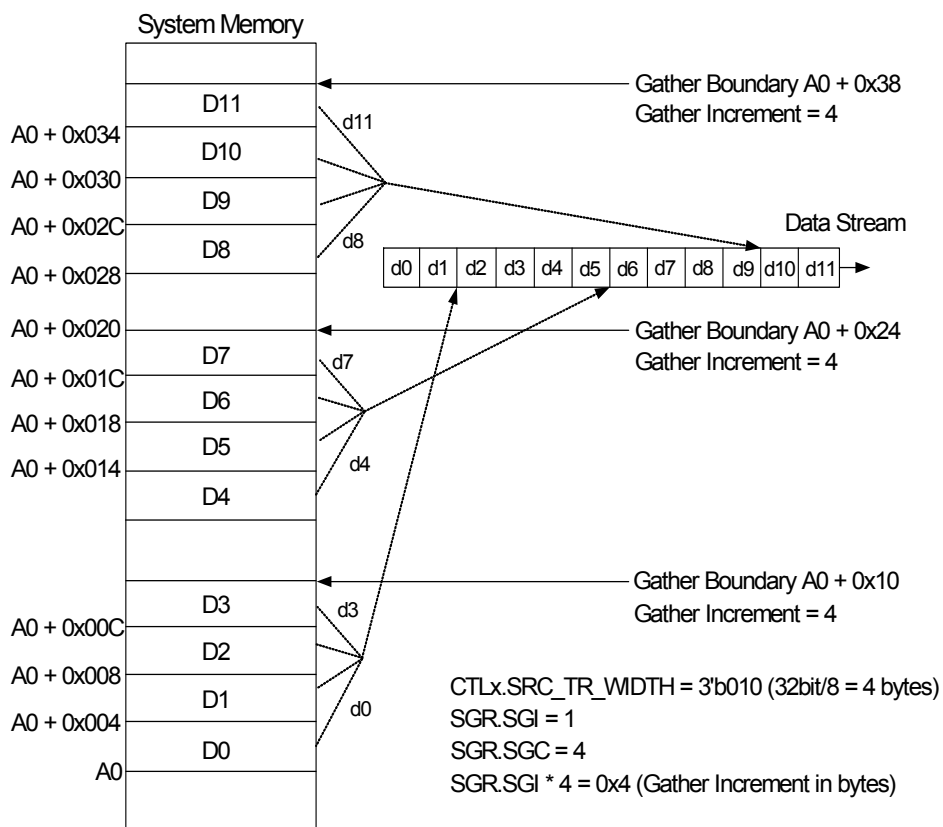 System Memory
Gather Boundary A0 + 0x38
Gather Increment = 4
D11
d11
A0 + 0x034
D10
A0 + 0x030
D9
A0 + 0x02C
D8
d8
A0 + 0x028
Data Stream
d0 d1 d2 d3 d4 d5 d6 d7 d8 d9 d10 d11
A0 + 0x020
Gather Boundary A0 + 0x24
Gather Increment = 4
D7
d7
A0 + 0x01C
D6
A0 + 0x018
D5
d4
A0 + 0x014
D4
Gather Boundary A0 + 0x10
Gather Increment = 4
D3
d3
A0 + 0x00C
D2
A0 + 0x008
D1
d0
A0 + 0x004
D0
A0
CTLx.SRC_TR_WIDTH = 3'b010 (32bit/8 = 4 bytes)
SGR.SGI = 1
SGR.SGC = 4
SGR.SGI * 4 = 0x4 (Gather Increment in bytes)